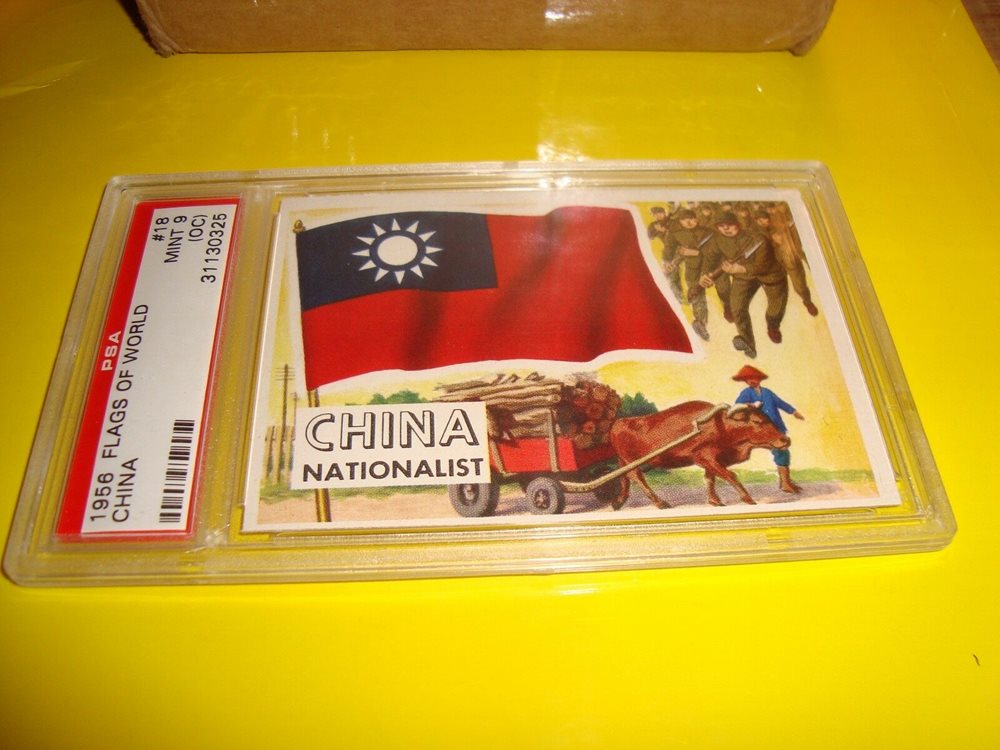 PSA
1956 FLAGS OF WORLD
CHINA
#18
MINT 9
(OC)
31130325
CHINA
NATIONALIST